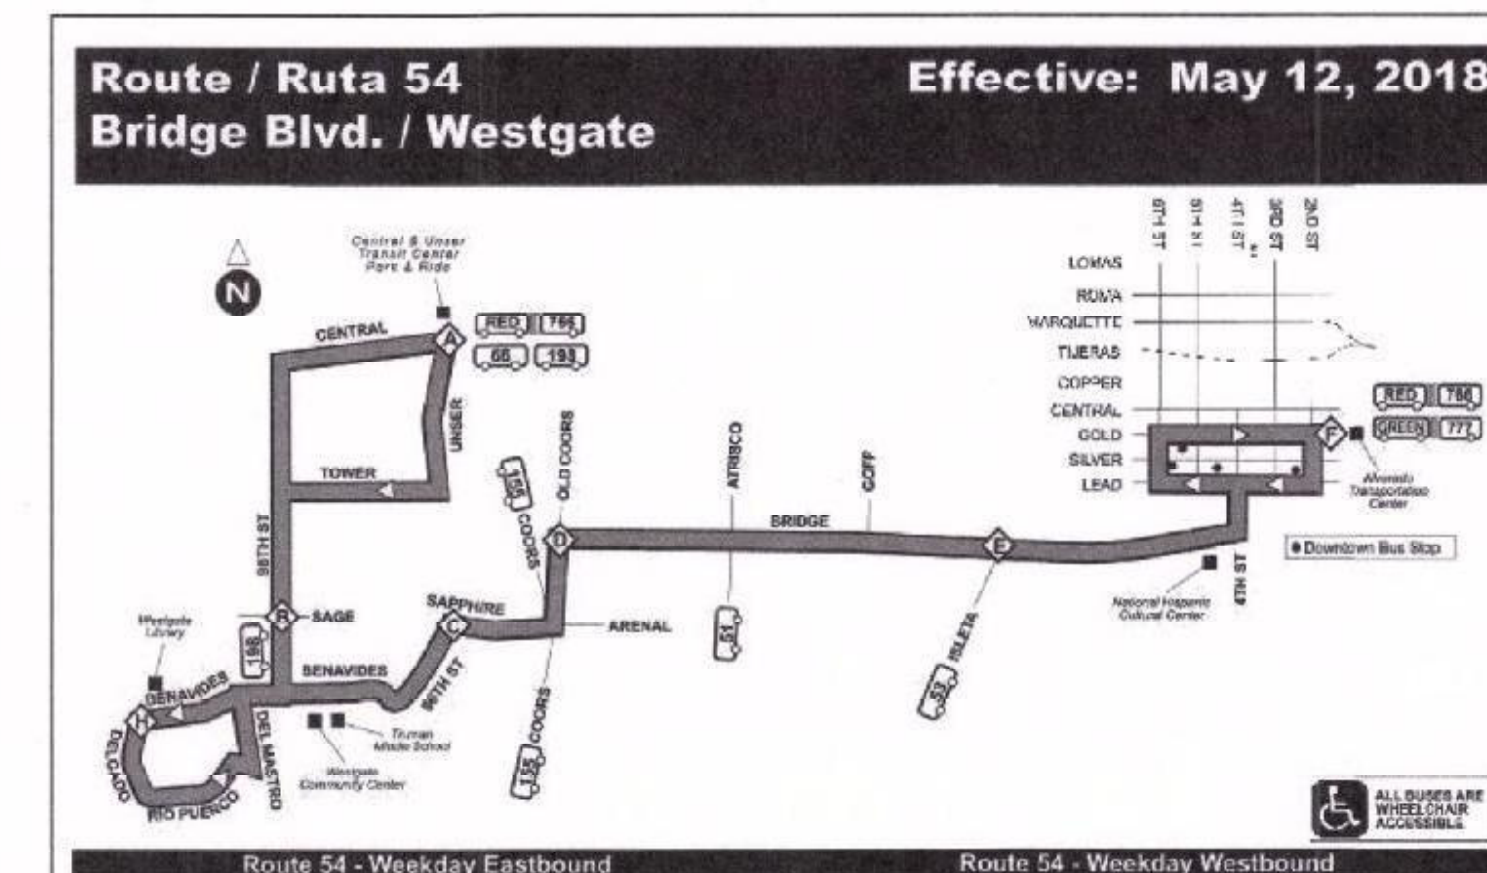 Route / Ruta 54
Effective: May 12, 2018
Bridge Blvd. / Westgate
N
Central & Unser
Transit Center
Park & Ride
A
RED 766
66 198
CENTRAL
UNSER
TOWER
98TH ST
B
SAGE
198
Westgate
Library
BENAVIDES
H
DELGADO
RIO PUERCO
DEL MASTRO
BENAVIDES
Truman
Middle School
Westgate
Community Center
86TH ST
SAPPHIRE
C
155
COORS
OLD COORS
D
ARENAL
COORS
155
ATRISCO
51
BRIDGE
GOFF
E
ISLETA
53
6TH ST
5TH ST
4TH ST
3RD ST
2ND ST
LOMAS
ROMA
MARQUETTE
TIJERAS
COPPER
CENTRAL
GOLD
SILVER
LEAD
F
RED 766
GREEN 777
Alvarado
Transportation
Center
Downtown Bus Stop
4TH ST
National Hispanic
Cultural Center
ALL BUSES ARE
WHEELCHAIR
ACCESSIBLE
Route 54 - Weekday Eastbound
Route 54 - Weekday Westbound